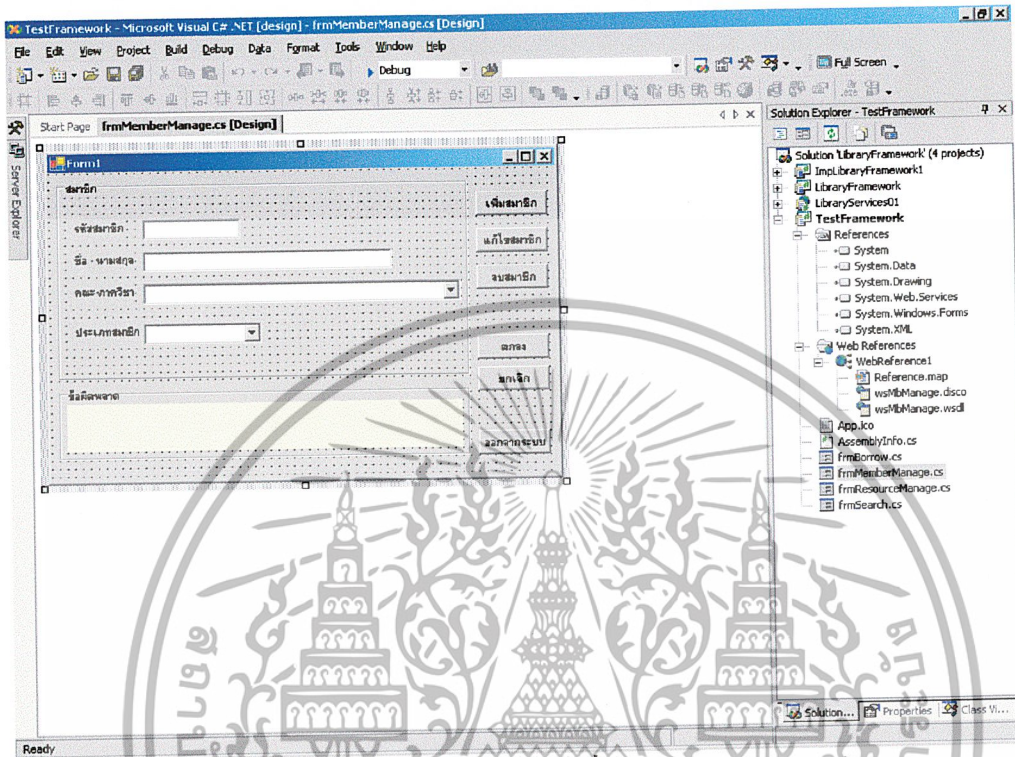 TestFramework - Microsoft Visual C# .NET [design] - frmMemberManage.cs [Design]
File Edit View Project Build Debug Data Format Tools Window Help
Debug
Full Screen
Start Page frmMemberManage.cs [Design]
Server Explorer
Form1
สมาชิก
รหัสสมาชิก
ชื่อ - นามสกุล
คณะ-ภาควิชา
ประเภทสมาชิก
เพิ่มสมาชิก
แก้ไขสมาชิก
ลบสมาชิก
ตกลง
ยกเลิก
ออกจากระบบ
ข้อผิดพลาด
Solution Explorer - TestFramework
Solution 'LibraryFramework' (4 projects)
ImpLibraryFramework1
LibraryFramework
LibraryServices01
TestFramework
References
System
System.Data
System.Drawing
System.Web.Services
System.Windows.Forms
System.XML
Web References
WebReference1
Reference.map
wsMbManage.disco
wsMbManage.wsdl
App.ico
AssemblyInfo.cs
frmBorrow.cs
frmMemberManage.cs
frmResourceManage.cs
frmSearch.cs
Solution... Properties Class Vi...
Ready